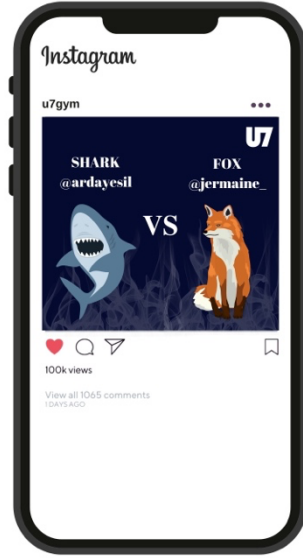 Instagram
u7gym
U7
SHARK
@ardayesil
VS
FOX
@jermaine_
100k views
View all 1065 comments
1 DAYS AGO